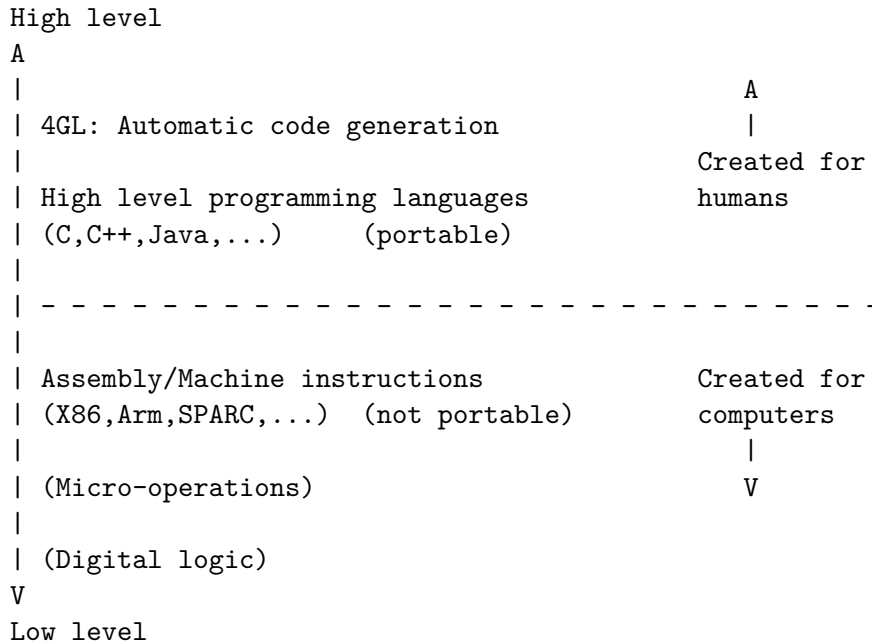 High level
A
|                                               A
| 4GL: Automatic code generation                |
|                                            Created for
| High level programming languages           humans
| (C,C++,Java,...)     (portable)
|
| - - - - - - - - - - - - - - - - - - - - - - - - - - - -
|
| Assembly/Machine instructions              Created for
| (X86,Arm,SPARC,...)  (not portable)        computers
|                                               |
| (Micro-operations)                            V
|
| (Digital logic)
V
Low level